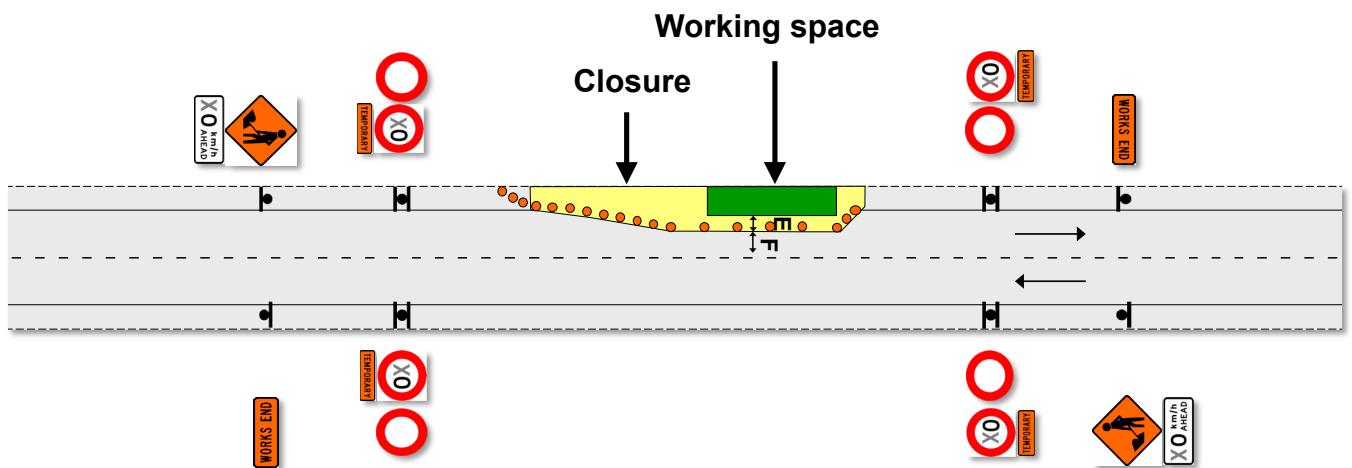 Working space
Closure
XO km/h
AHEAD
TEMPORARY
XO
XO
TEMPORARY
WORKS END
E
F
WORKS END
TEMPORARY
XO
XO
TEMPORARY
XO km/h
AHEAD